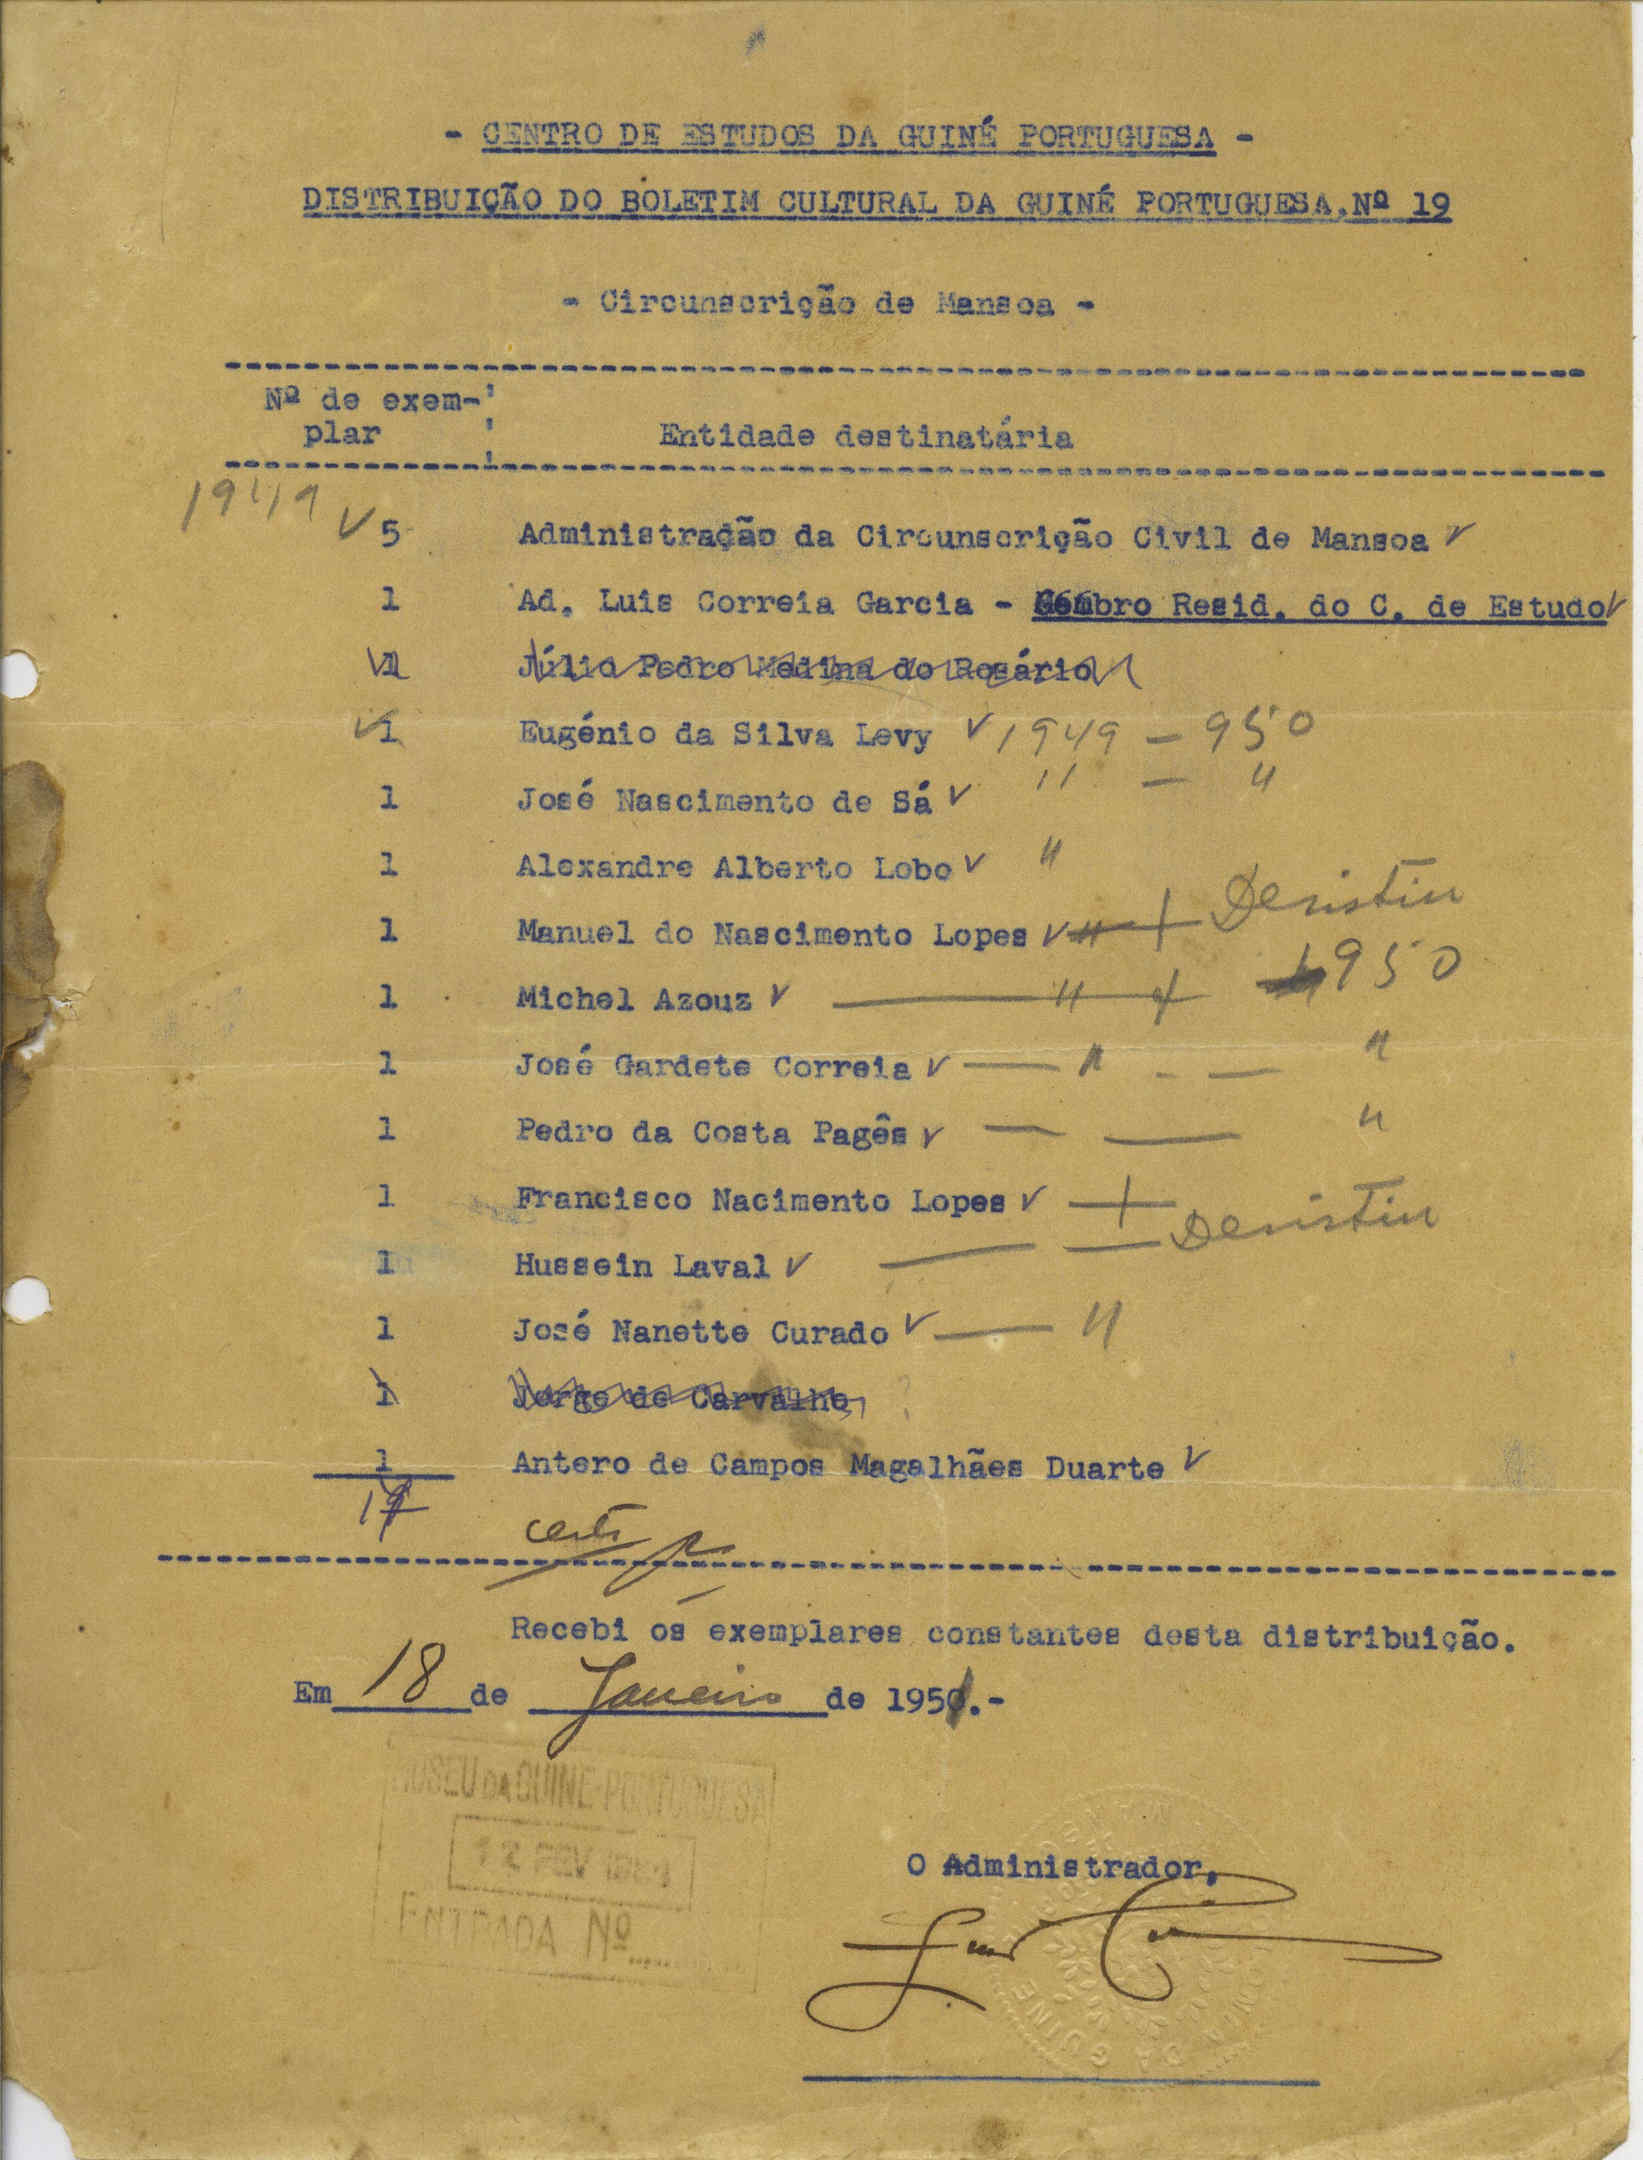 - CENTRO DE ESTUDOS DA GUINÉ PORTUGUESA -
DISTRIBUIÇÃO DO BOLETIM CULTURAL DA GUINÉ PORTUGUESA.Nº 19
- Circunscrição de Mansoa -
Nº de exem-
plar
Entidade destinatária
1949
5 Administração da Circunscrição Civil de Mansoa
1 Ad. Luis Correia Garcia - Membro Resid. do C. de Estudo
1 Júlio Pedro Medina do Rosário
1 Eugénio da Silva Levy 1949 - 950
1 José Nascimento de Sá " - "
1 Alexandre Alberto Lobo "
1 Manuel do Nascimento Lopes " Desistiu
1 Michel Azouz " 1950
1 José Gardete Correia - " - - "
1 Pedro da Costa Pagês - - "
1 Francisco Nacimento Lopes
1 Hussein Laval - - Desistiu
1 José Nanette Curado - "
1 Jorge de Carvalho ?
1 Antero de Campos Magalhães Duarte
Recebi os exemplares constantes desta distribuição.
Em 18 de Janeiro de 1951.-
MUSEU DA GUINÉ PORTUGUESA
12 FEV 1951
ENTRADA Nº
O Administrador,